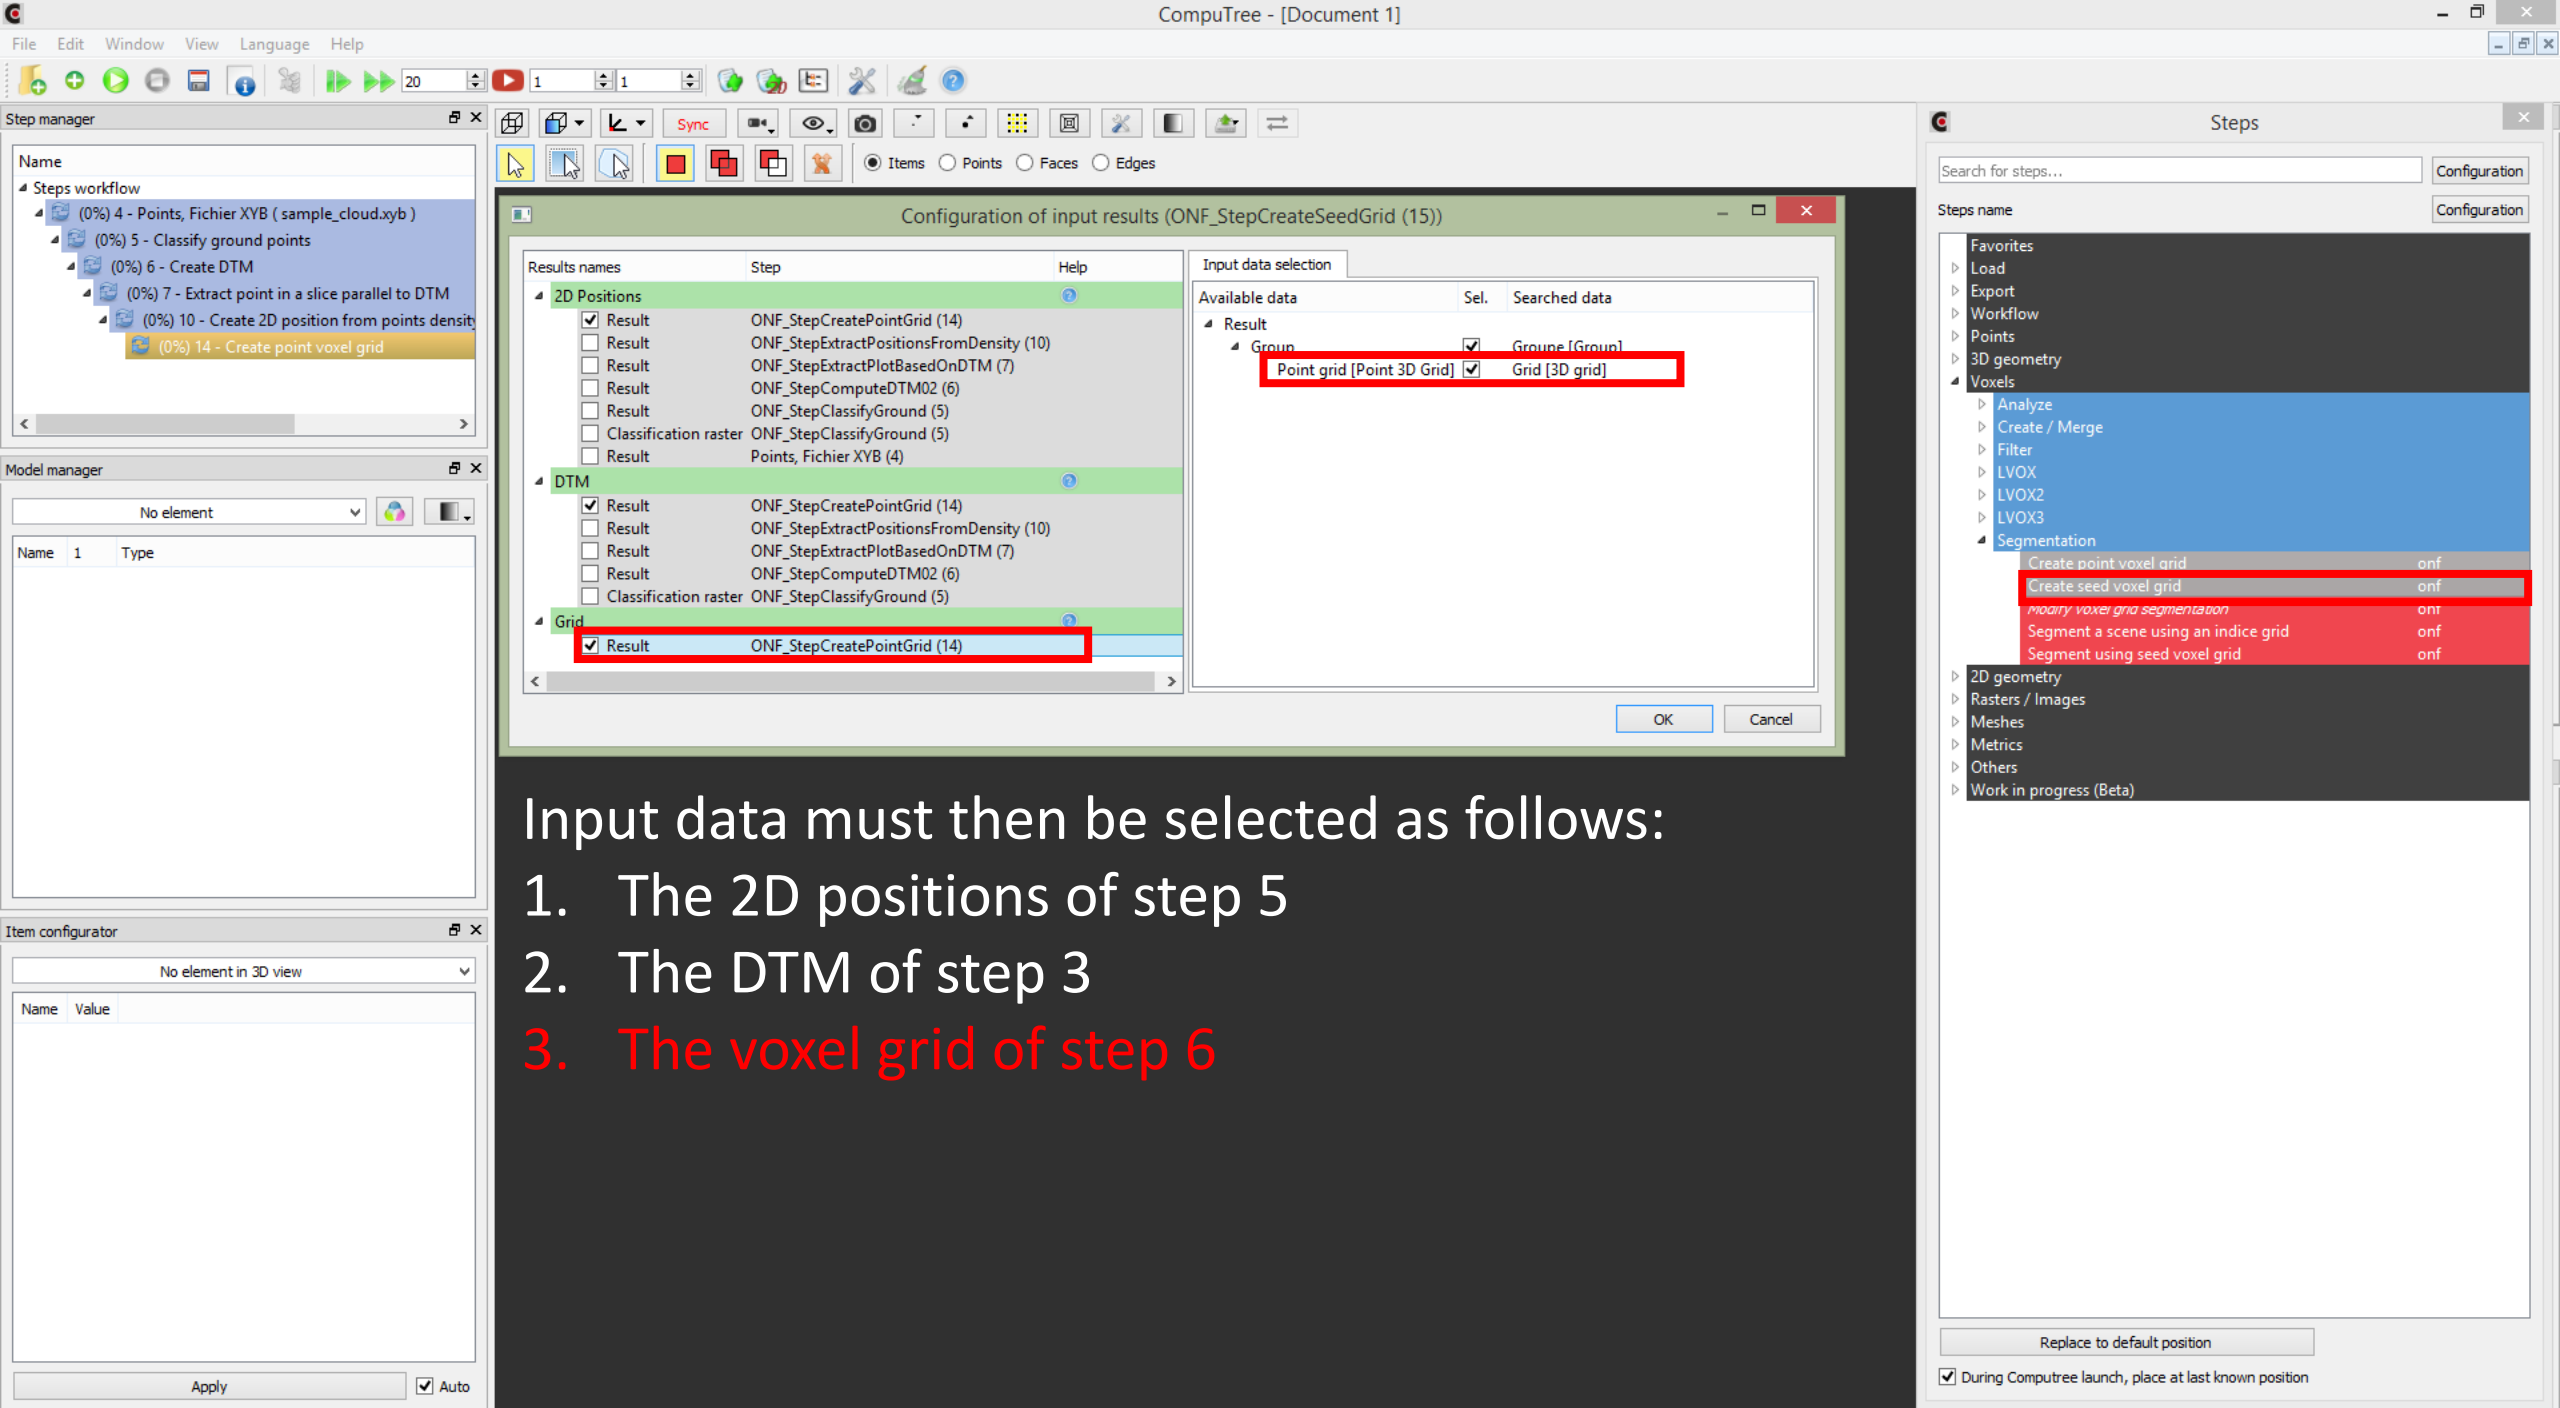 CompuTree - [Document 1]
File Edit Window View Language Help
20 1 1 2D
Step manager
Name
Steps workflow
(0%) 4 - Points, Fichier XYB ( sample_cloud.xyb )
(0%) 5 - Classify ground points
(0%) 6 - Create DTM
(0%) 7 - Extract point in a slice parallel to DTM
(0%) 10 - Create 2D position from points densit
(0%) 14 - Create point voxel grid
Model manager
No element
Name 1 Type
Item configurator
No element in 3D view
Name Value
Apply Auto
Sync
Items Points Faces Edges
Configuration of input results (ONF_StepCreateSeedGrid (15))
Results names Step Help
2D Positions
Result ONF_StepCreatePointGrid (14)
Result ONF_StepExtractPositionsFromDensity (10)
Result ONF_StepExtractPlotBasedOnDTM (7)
Result ONF_StepComputeDTM02 (6)
Result ONF_StepClassifyGround (5)
Classification raster ONF_StepClassifyGround (5)
Result Points, Fichier XYB (4)
DTM
Result ONF_StepCreatePointGrid (14)
Result ONF_StepExtractPositionsFromDensity (10)
Result ONF_StepExtractPlotBasedOnDTM (7)
Result ONF_StepComputeDTM02 (6)
Classification raster ONF_StepClassifyGround (5)
Grid
Result ONF_StepCreatePointGrid (14)
Input data selection
Available data Sel. Searched data
Result
Group Groupe [Group]
Point grid [Point 3D Grid] Grid [3D grid]
OK Cancel
Input data must then be selected as follows:
1. The 2D positions of step 5
2. The DTM of step 3
3. The voxel grid of step 6
Steps
Search for steps... Configuration
Steps name Configuration
Favorites
Load
Export
Workflow
Points
3D geometry
Voxels
Analyze
Create / Merge
Filter
LVOX
LVOX2
LVOX3
Segmentation
Create point voxel grid onf
Create seed voxel grid onf
Modify voxel grid segmentation onf
Segment a scene using an indice grid onf
Segment using seed voxel grid onf
2D geometry
Rasters / Images
Meshes
Metrics
Others
Work in progress (Beta)
Replace to default position
During Computree launch, place at last known position